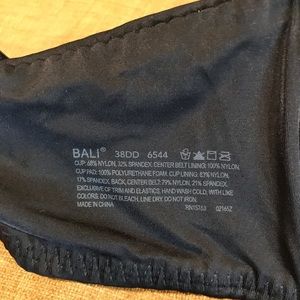 BALI® 38DD 6544
CUP: 68% NYLON, 32% SPANDEX. CENTER BELT LINING: 100% NYLON.
CUP PAD: 100% POLYURETHANE FOAM. CUP LINING: 83% NYLON,
17% SPANDEX. BACK, CENTER BELT: 79% NYLON, 21% SPANDEX.
EXCLUSIVE OF TRIM AND ELASTICS. HAND WASH COLD, WITH LIKE
COLORS. DO NOT BLEACH. LINE DRY. DO NOT IRON.
MADE IN